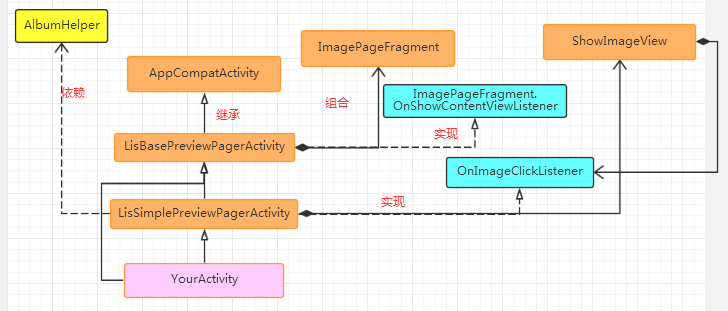 AlbumHelper
ImagePageFragment
ShowImageView
AppCompatActivity
依赖
组合
ImagePageFragment.
OnShowContentViewListener
继承
实现
LisBasePreviewPagerActivity
OnImageClickListener
实现
LisSimplePreviewPagerActivity
YourActivity